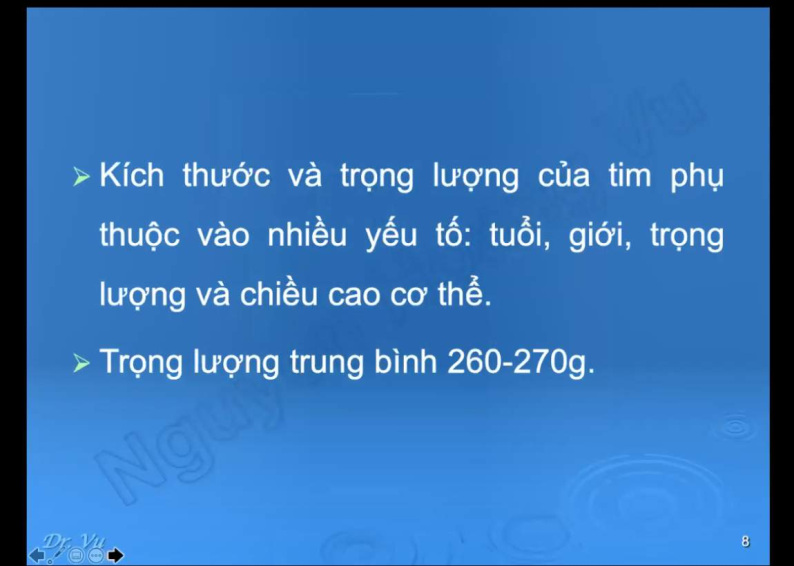 ➢ Kích thước và trọng lượng của tim phụ
thuộc vào nhiều yếu tố: tuổi, giới, trọng
lượng và chiều cao cơ thể.
➢ Trọng lượng trung bình 260-270g.
Dr. Vu
8